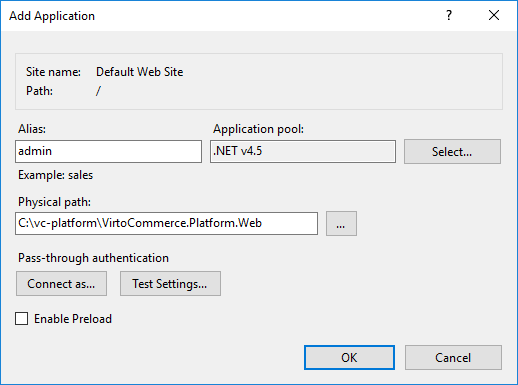 Add Application
?
Site name: Default Web Site
Path: /
Alias: Application pool:
admin .NET v4.5 Select...
Example: sales
Physical path:
C:\vc-platform\VirtoCommerce.Platform.Web ...
Pass-through authentication
Connect as... Test Settings...
Enable Preload
OK Cancel